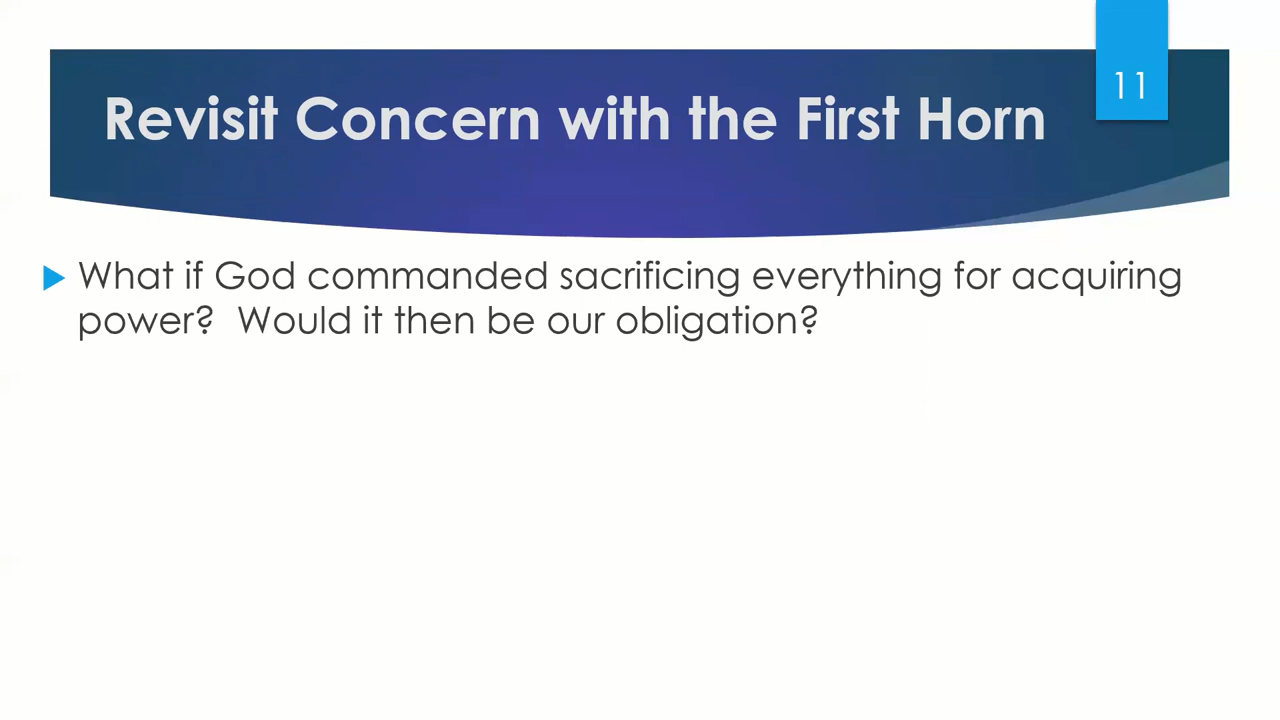 11
Revisit Concern with the First Horn
What if God commanded sacrificing everything for acquiring
power?  Would it then be our obligation?